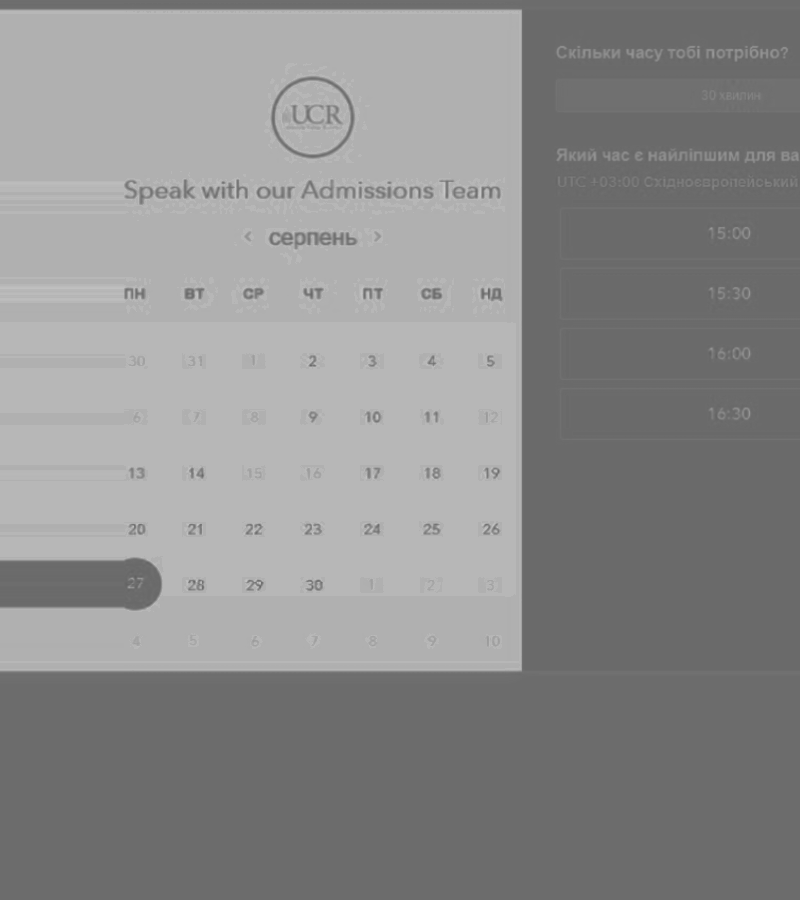 UCR
Speak with our Admissions Team
< серпень >
ПН ВТ СР ЧТ ПТ СБ НД
30 31 1 2 3 4 5
6 7 8 9 10 11 12
13 14 15 16 17 18 19
20 21 22 23 24 25 26
27 28 29 30 1 2 3
4 5 6 7 8 9 10
Скільки часу тобі потрібно?
30 хвилин
Який час є найліпшим для ва
UTC +03:00 Східноєвропейський
15:00
15:30
16:00
16:30